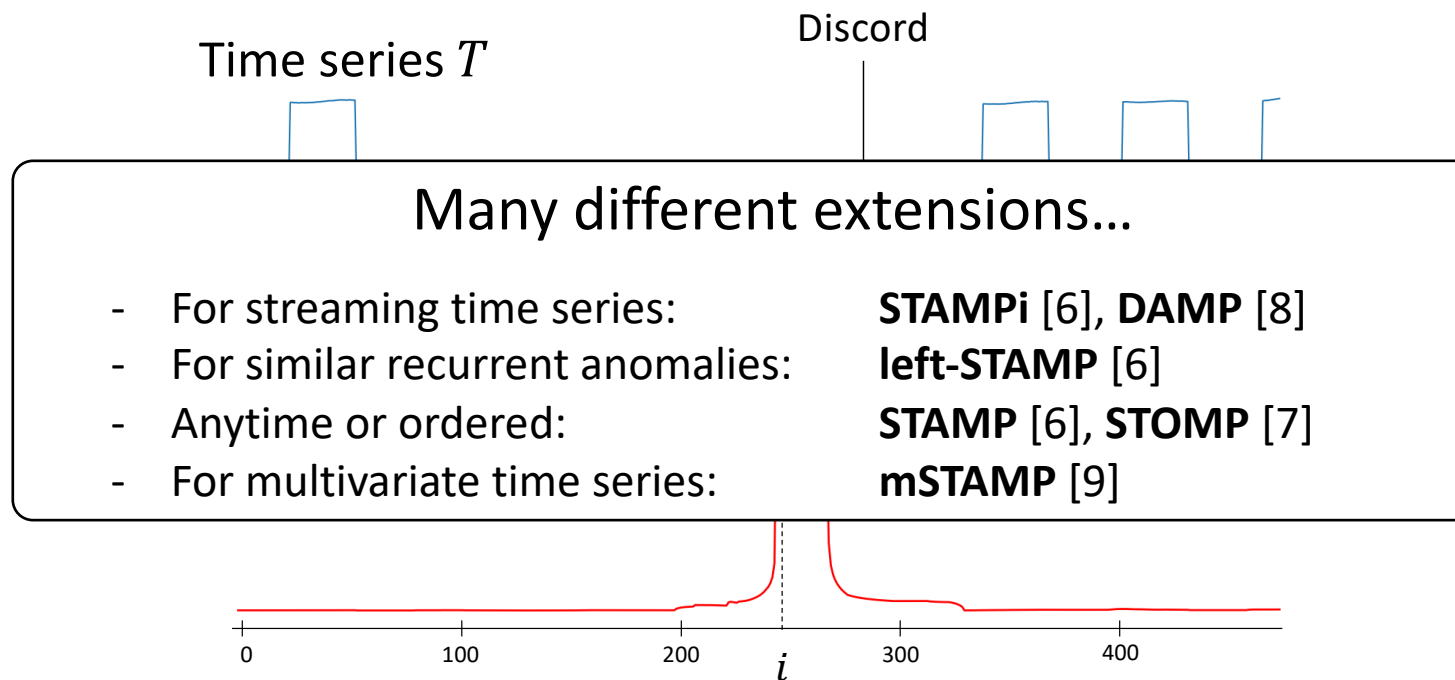 Discord
Time series T
Many different extensions…
- For streaming time series: STAMPi [6], DAMP [8]
- For similar recurrent anomalies: left-STAMP [6]
- Anytime or ordered: STAMP [6], STOMP [7]
- For multivariate time series: mSTAMP [9]
0 100 200 300 400
i